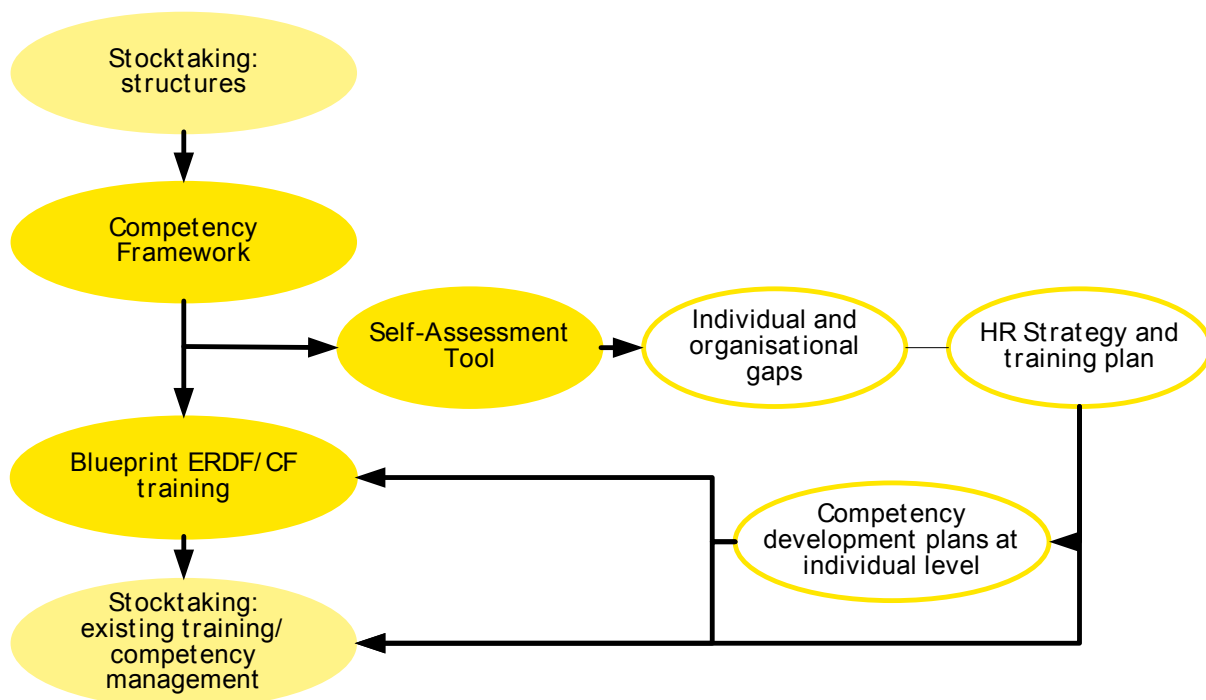 Stocktaking:
structures
Competency
Framework
Self-Assessment
Tool
Individual and
organisational
gaps
HR Strategy and
training plan
Blueprint ERDF/CF
training
Competency
development plans at
individual level
Stocktaking:
existing training/
competency
management